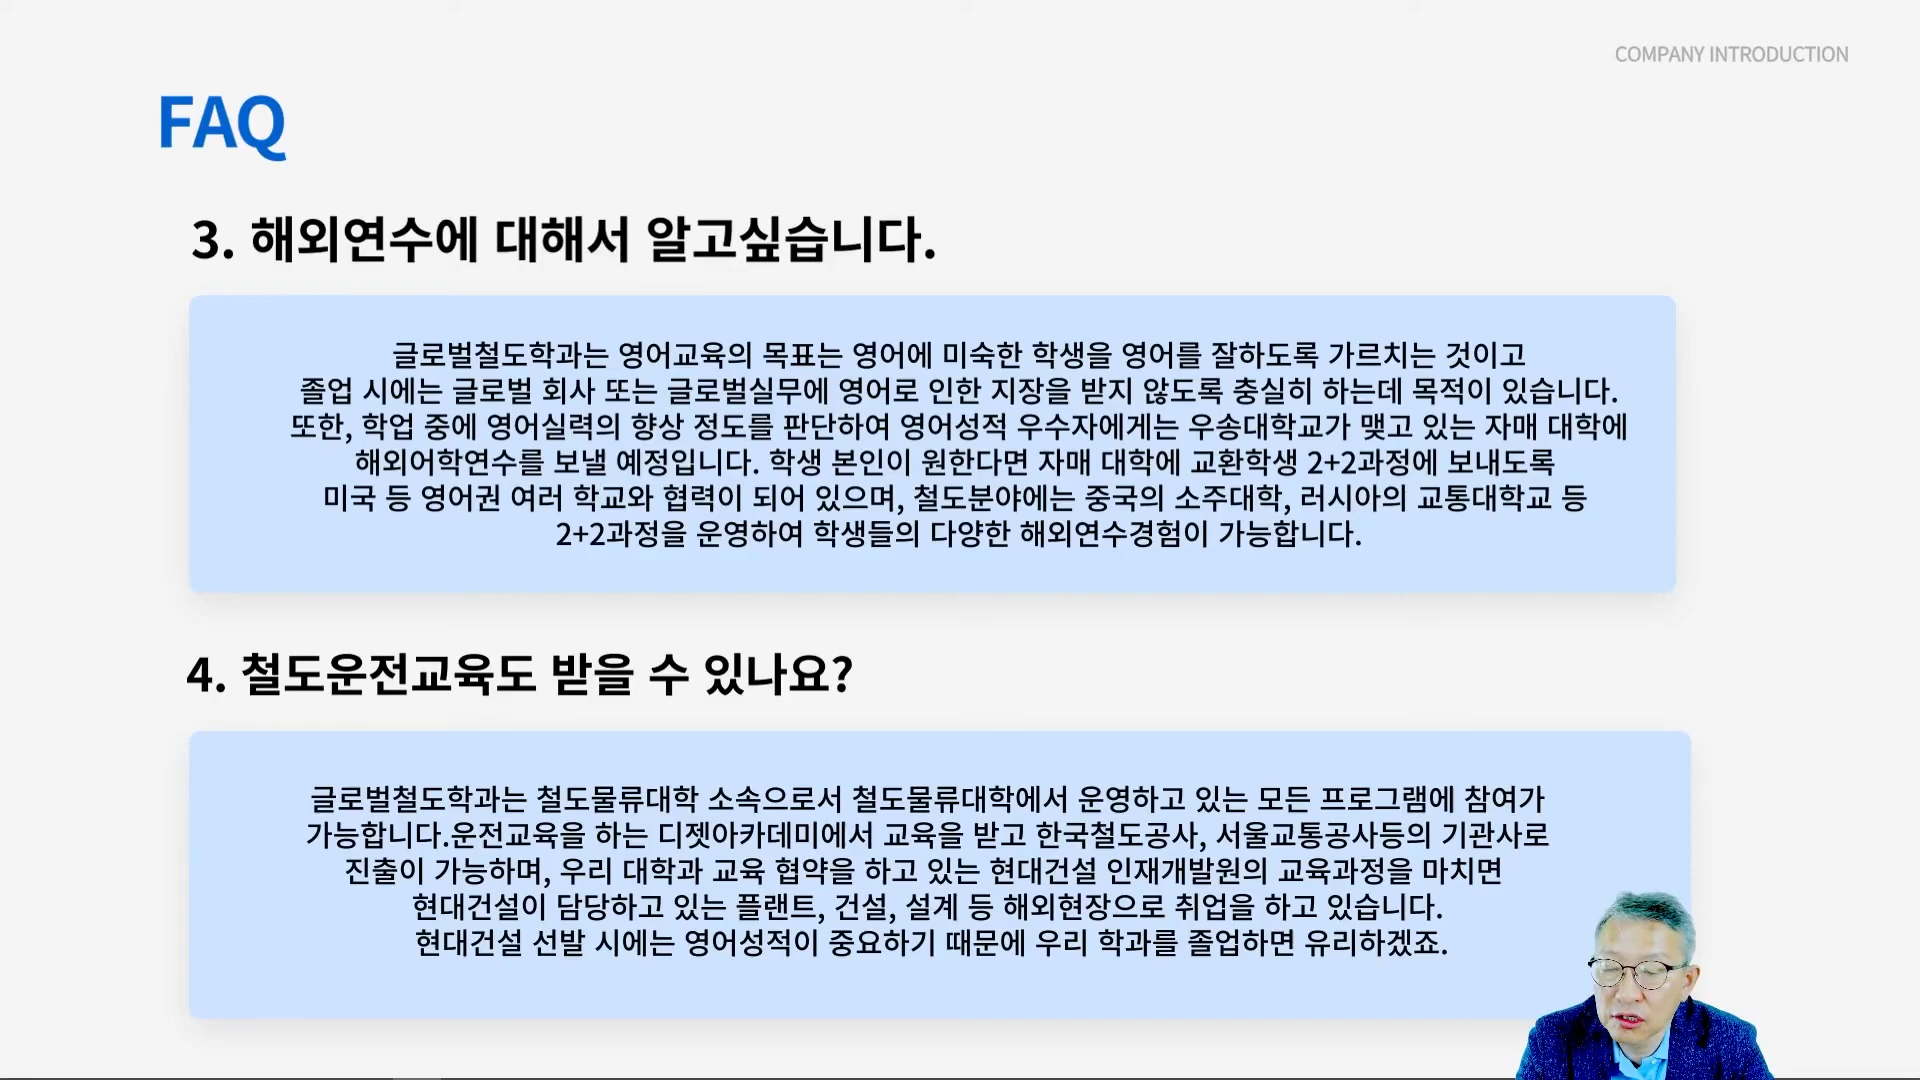 COMPANY INTRODUCTION
FAQ
3. 해외연수에 대해서 알고싶습니다.
글로벌철도학과는 영어교육의 목표는 영어에 미숙한 학생을 영어를 잘하도록 가르치는 것이고
졸업 시에는 글로벌 회사 또는 글로벌실무에 영어로 인한 지장을 받지 않도록 충실히 하는데 목적이 있습니다.
또한, 학업 중에 영어실력의 향상 정도를 판단하여 영어성적 우수자에게는 우송대학교가 맺고 있는 자매 대학에
해외어학연수를 보낼 예정입니다. 학생 본인이 원한다면 자매 대학에 교환학생 2+2과정에 보내도록
미국 등 영어권 여러 학교와 협력이 되어 있으며, 철도분야에는 중국의 소주대학, 러시아의 교통대학교 등
2+2과정을 운영하여 학생들의 다양한 해외연수경험이 가능합니다.
4. 철도운전교육도 받을 수 있나요?
글로벌철도학과는 철도물류대학 소속으로서 철도물류대학에서 운영하고 있는 모든 프로그램에 참여가
가능합니다.운전교육을 하는 디젯아카데미에서 교육을 받고 한국철도공사, 서울교통공사등의 기관사로
진출이 가능하며, 우리 대학과 교육 협약을 하고 있는 현대건설 인재개발원의 교육과정을 마치면
현대건설이 담당하고 있는 플랜트, 건설, 설계 등 해외현장으로 취업을 하고 있습니다.
현대건설 선발 시에는 영어성적이 중요하기 때문에 우리 학과를 졸업하면 유리하겠죠.